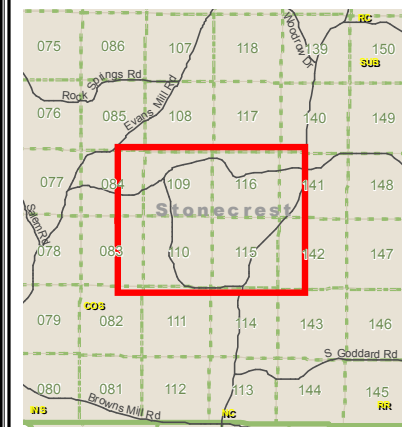 RC
075 086 107 118 139 150
Woodrow Dr
SUB
Rock Springs Rd
Evans Mill Rd
076 085 108 117 140 149
077 084 109 116 141 148
Stonecrest
Salem Rd
078 083 110 115 142 147
COS
079 082 111 114 143 146
S Goddard Rd
080 081 112 113 144 145
NS
Browns Mill Rd
NC
RR